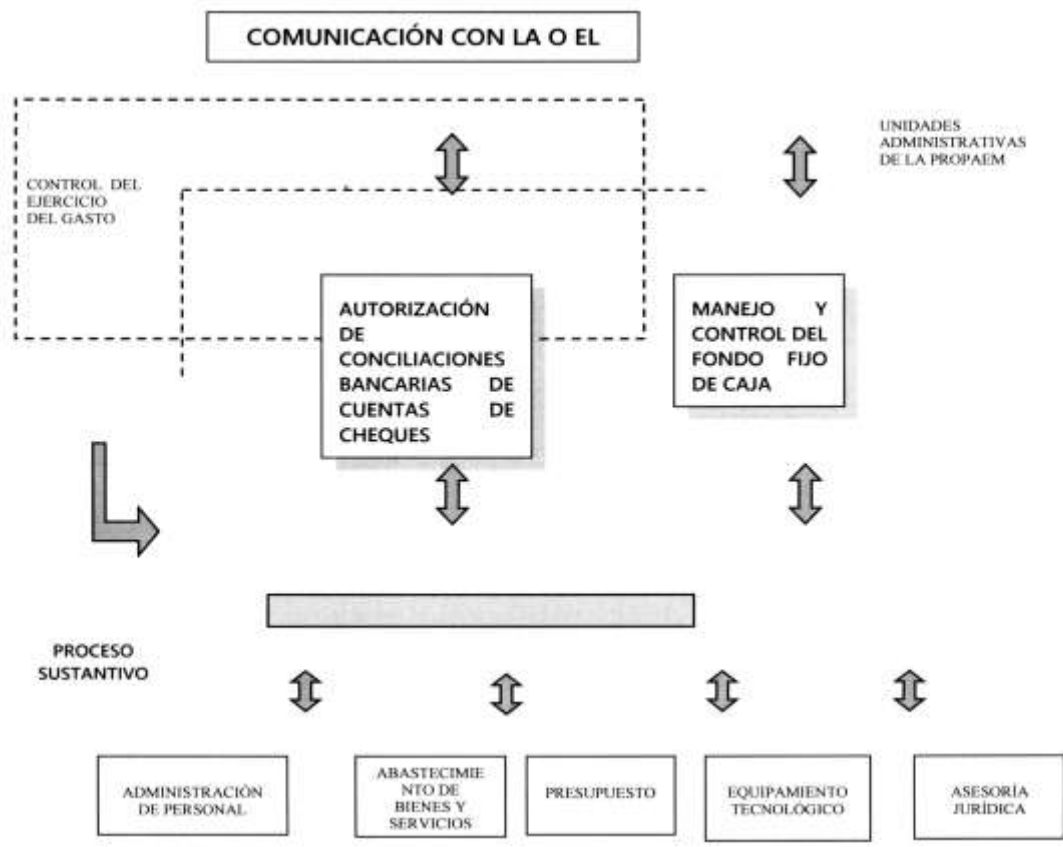 COMUNICACIÓN CON LA O EL
UNIDADES
ADMINISTRATIVAS
DE LA PROPAEM
CONTROL DEL
EJERCICIO
DEL GASTO
AUTORIZACIÓN
DE
CONCILIACIONES
BANCARIAS DE
CUENTAS DE
CHEQUES
MANEJO Y
CONTROL DEL
FONDO FIJO
DE CAJA
PROCESO
SUSTANTIVO
ADMINISTRACIÓN
DE PERSONAL
ABASTECIMIE
NTO DE
BIENES Y
SERVICIOS
PRESUPUESTO
EQUIPAMIENTO
TECNOLÓGICO
ASESORÍA
JURÍDICA